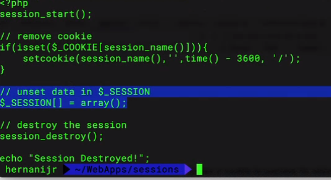 <?php
session_start();
// remove cookie
if(isset($_COOKIE[session_name()])){
setcookie(session_name(),'',time() - 3600, '/');
}
// unset data in $_SESSION
$_SESSION[] = array();
// destroy the session
session_destroy();
echo "Session Destroyed!";
hernanijr ~/WebApps/sessions